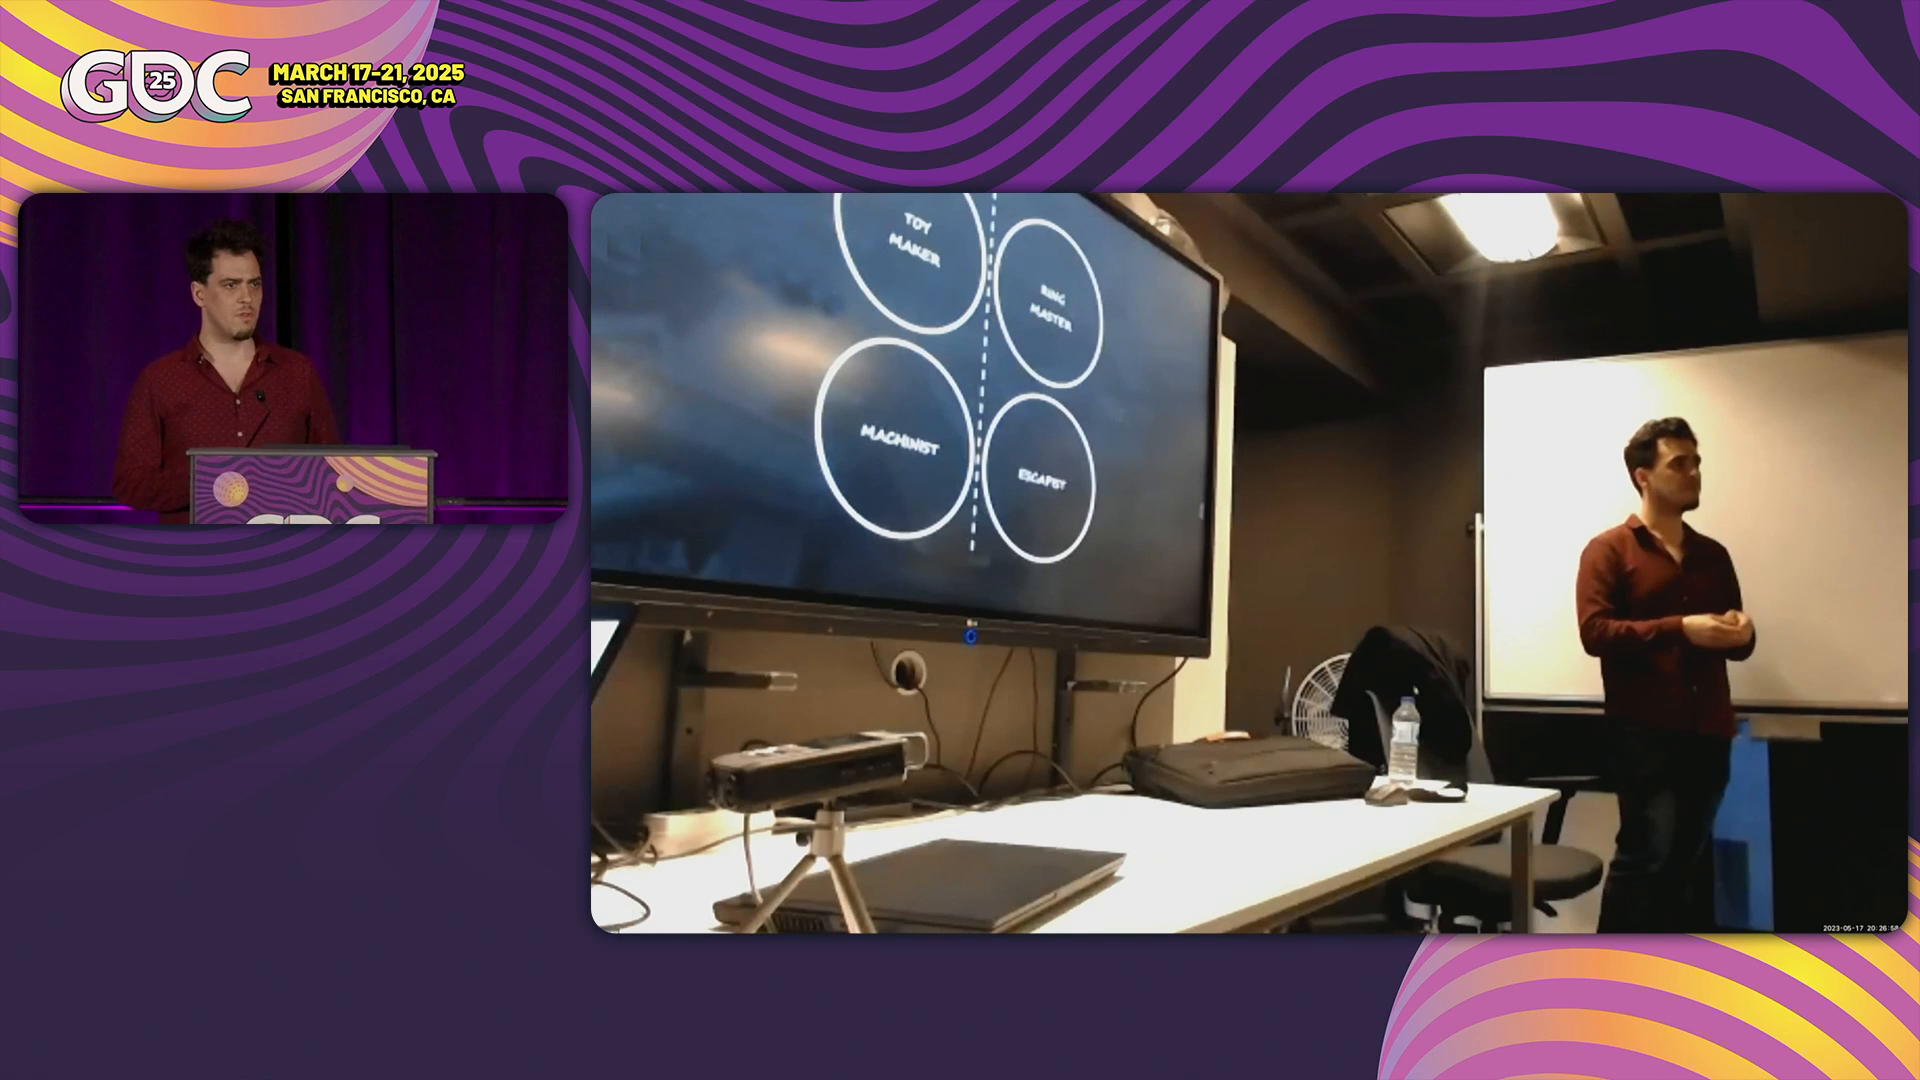 GDC
25
MARCH 17-21, 2025
SAN FRANCISCO, CA
TOY
MAKER
RING
MASTER
MACHINIST
ESCAPIST
2023-05-17 20:26:58